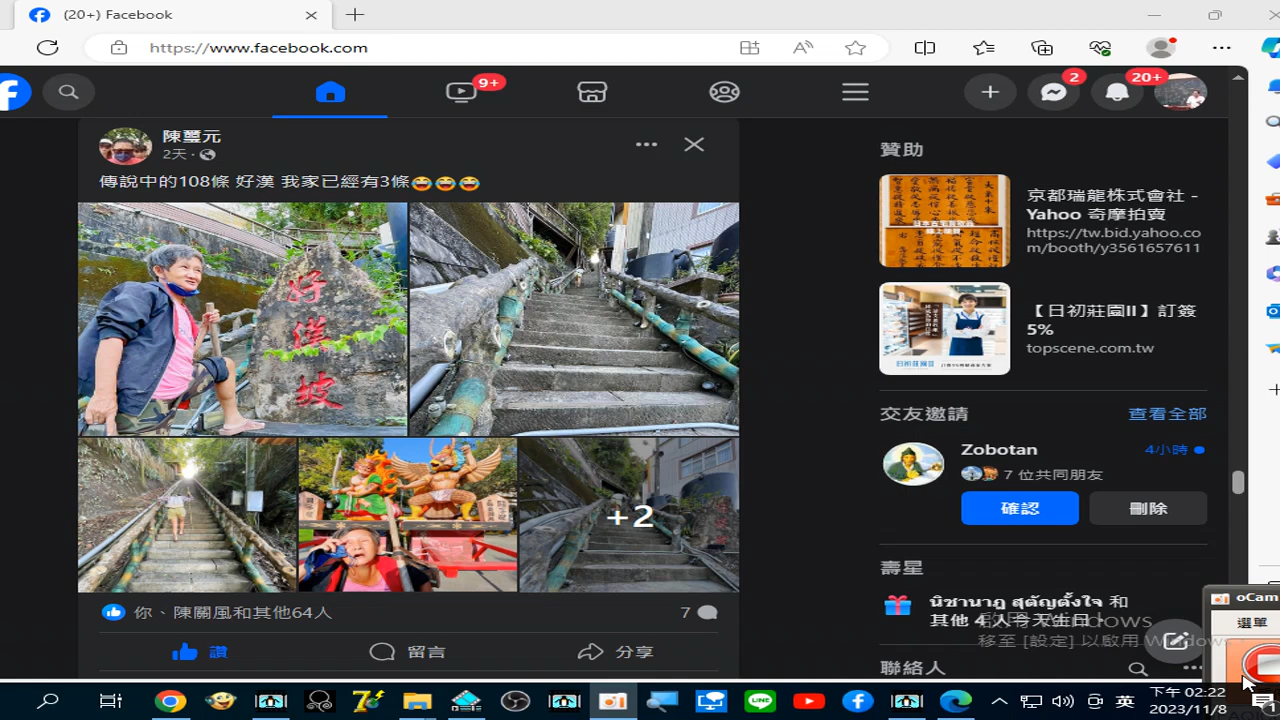 (20+) Facebook
https://www.facebook.com
9+
2
20+
陳璽元
2天
傳說中的108條 好漢 我家已經有3條😂😂😂
好
漢
坡
+2
你、陳關風和其他64人
7
讚
留言
分享
贊助
京都瑞龍株式會社 -
Yahoo 奇摩拍賣
https://tw.bid.yahoo.co
m/booth/y3561657611
【日初莊園II】訂簽
5%
topscene.com.tw
交友邀請
查看全部
Zobotan
4小時
7 位共同朋友
確認
刪除
壽星
นิชานาฎ สุตัญตั้งใจ 和
其他 4 人今天生日。
聯絡人
啟用 Windows
移至 [設定] 以啟用 Windows。
oCam
選單
英
下午 02:22
2023/11/8